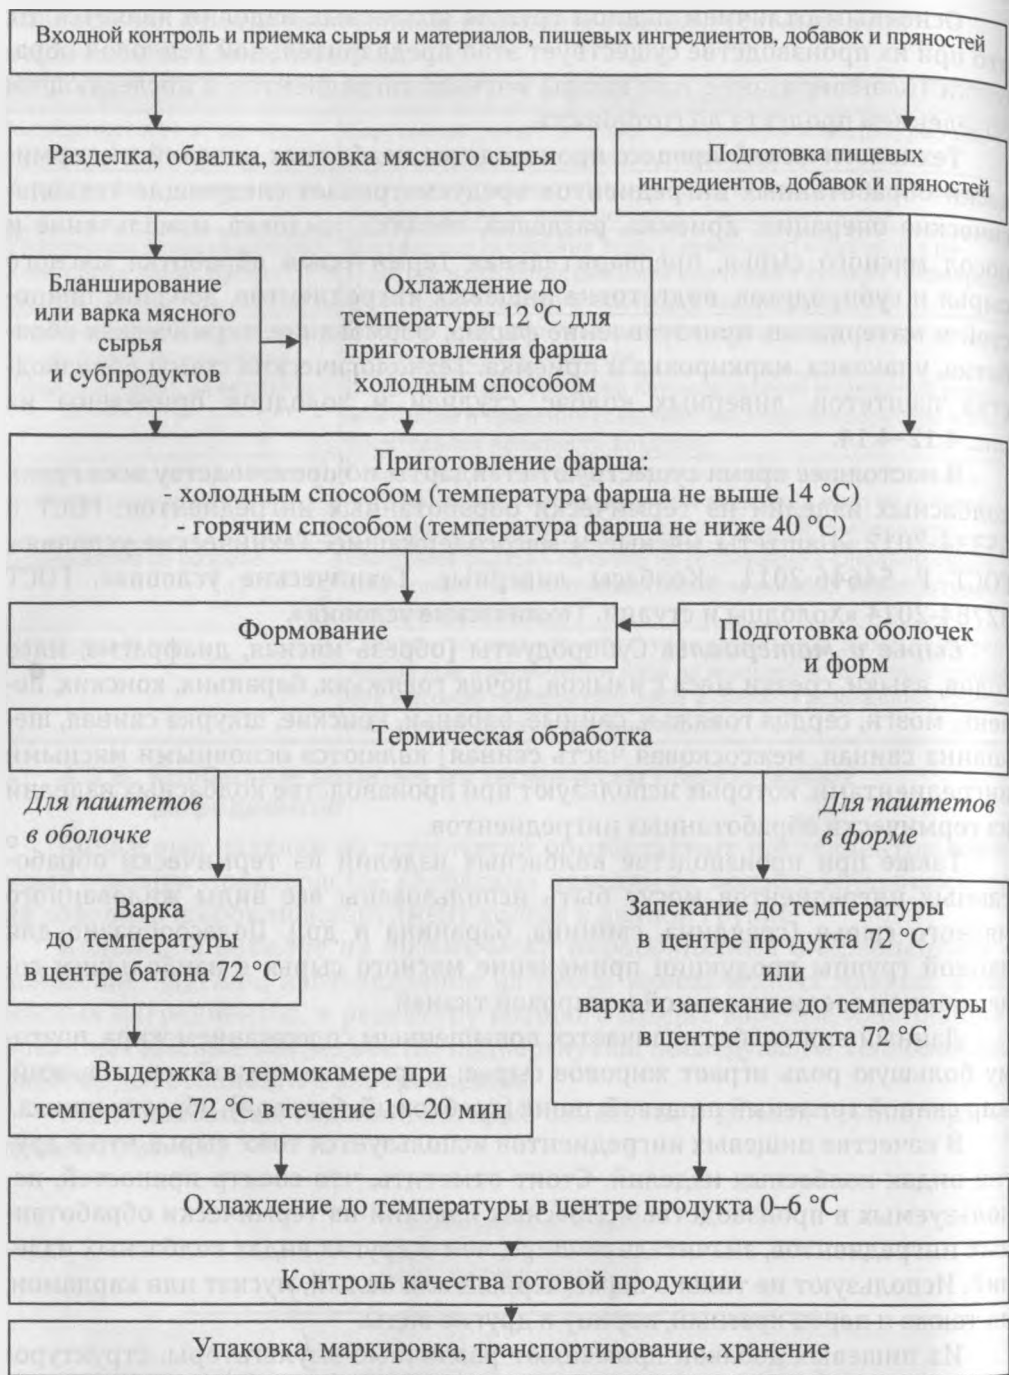 Входной контроль и приемка сырья и материалов, пищевых ингредиентов, добавок и пряностей
Разделка, обвалка, жиловка мясного сырья
Подготовка пищевых
ингредиентов, добавок и пряностей
Бланширование
или варка мясного
сырья
и субпродуктов
Охлаждение до
температуры 12 °С для
приготовления фарша
холодным способом
Приготовление фарша:
- холодным способом (температура фарша не выше 14 °С)
- горячим способом (температура фарша не ниже 40 °С)
Формование
Подготовка оболочек
и форм
Термическая обработка
Для паштетов
в оболочке
Для паштетов
в форме
Варка
до температуры
в центре батона 72 °С
Запекание до температуры
в центре продукта 72 °С
или
варка и запекание до температуры
в центре продукта 72 °С
Выдержка в термокамере при
температуре 72 °С в течение 10–20 мин
Охлаждение до температуры в центре продукта 0–6 °С
Контроль качества готовой продукции
Упаковка, маркировка, транспортирование, хранение